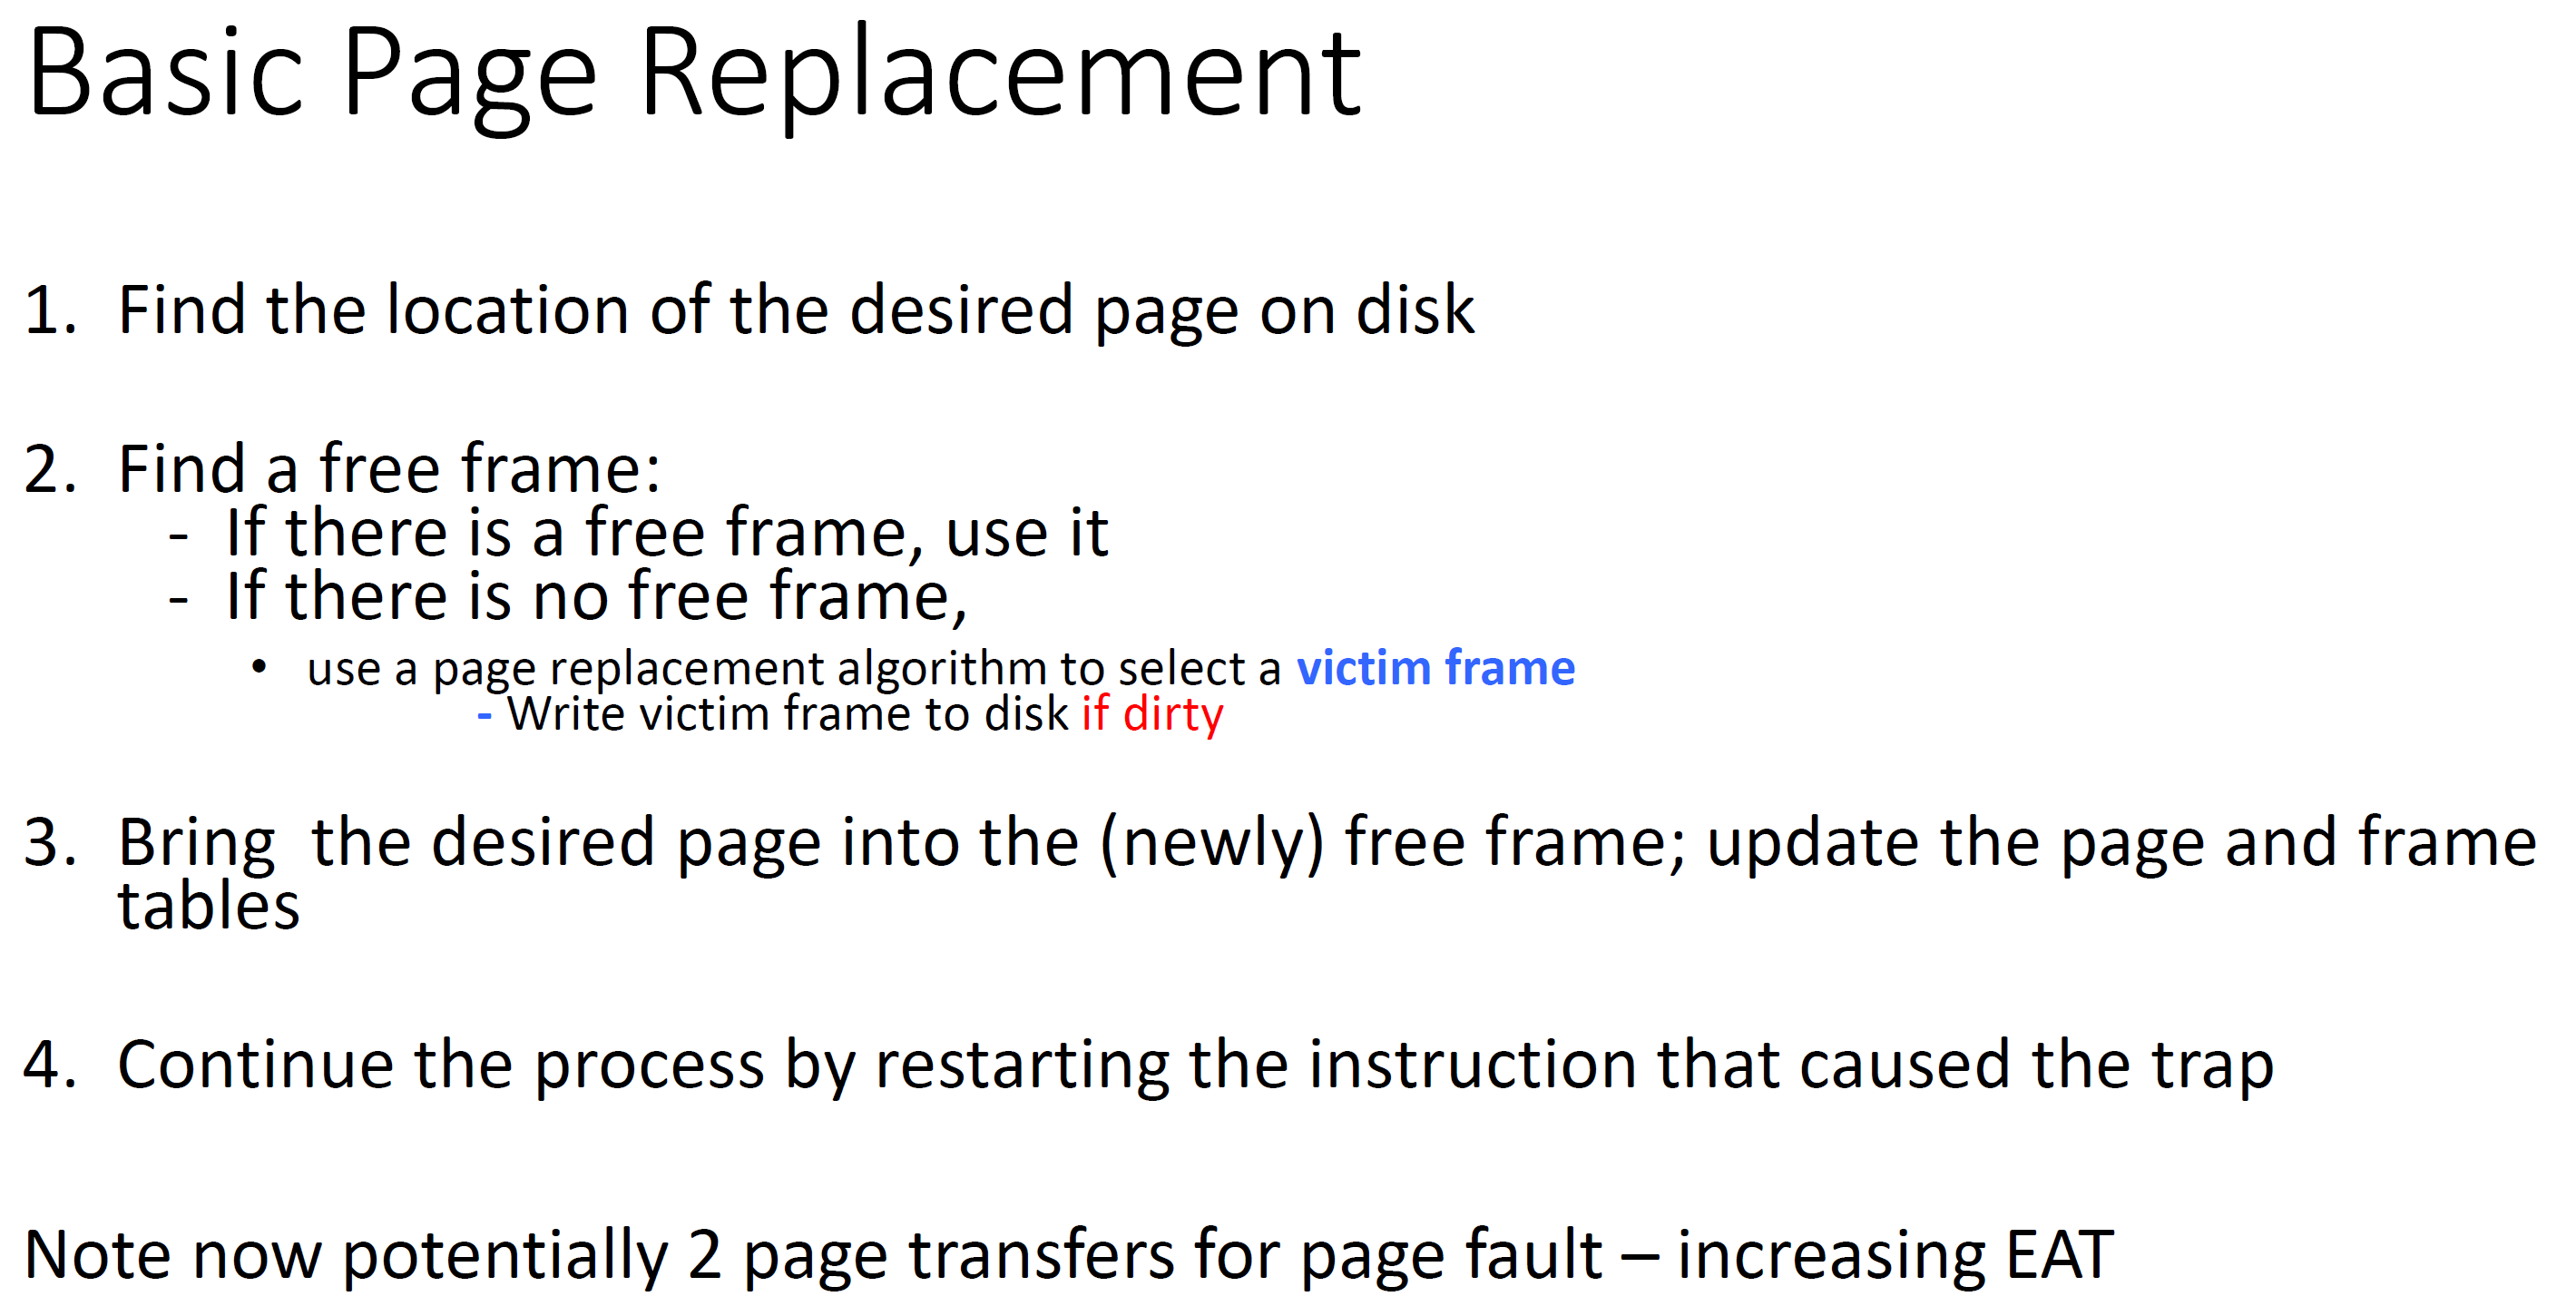 Basic Page Replacement
1. Find the location of the desired page on disk
2. Find a free frame:
- If there is a free frame, use it
- If there is no free frame,
• use a page replacement algorithm to select a victim frame
- Write victim frame to disk if dirty
3. Bring  the desired page into the (newly) free frame; update the page and frame
tables
4. Continue the process by restarting the instruction that caused the trap
Note now potentially 2 page transfers for page fault – increasing EAT